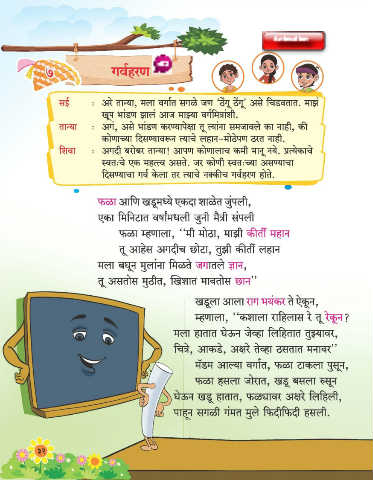 ७ गर्वहरण
सई : अरे तान्या, मला वर्गात सगळे जण 'ठेंगू ठेंगू' असे चिडवतात. माझं
खूप भांडण झालं आज माझ्या वर्गमित्रांशी.
तान्या : अगं, असे भांडण करण्यापेक्षा तू त्यांना समजावले का नाही, की
कोणाच्या दिसण्यावरून त्याचे लहान-मोठेपण ठरत नाही.
शिवा : अगदी बरोबर तान्या! आपण कोणालाच कमी मानू नये. प्रत्येकाचे
स्वतःचे एक महत्त्व असते. जर कोणी स्वतःच्या असण्याचा
दिसण्याचा गर्व केला तर त्याचे नक्कीच गर्वहरण होते.
फळा आणि खडूमध्ये एकदा शाळेत जुंपली,
एका मिनिटात वर्षांमधली जुनी मैत्री संपली
फळा म्हणाला, "मी मोठा, माझी कीर्ती महान
तू आहेस अगदीच छोटा, तुझी कीर्ती लहान
मला बघून मुलांना मिळते जगातले ज्ञान,
तू असतोस मुठीत, खिशात मावतोस छान"
खडूला आला राग भयंकर ते ऐकून,
म्हणाला, "कशाला राहिलास रे तू रेकून?
मला हातात घेऊन जेव्हा लिहितात तुझ्यावर,
चित्रे, आकडे, अक्षरे तेव्हा ठसतात मनावर"
मॅडम आल्या वर्गात, फळा टाकला पुसून,
फळा हसला जोरात, खडू बसला रुसून
घेऊन खडू हातात, फळ्यावर अक्षरे लिहिली,
पाहून सगळी गंमत मुले फिदीफिदी हसली.